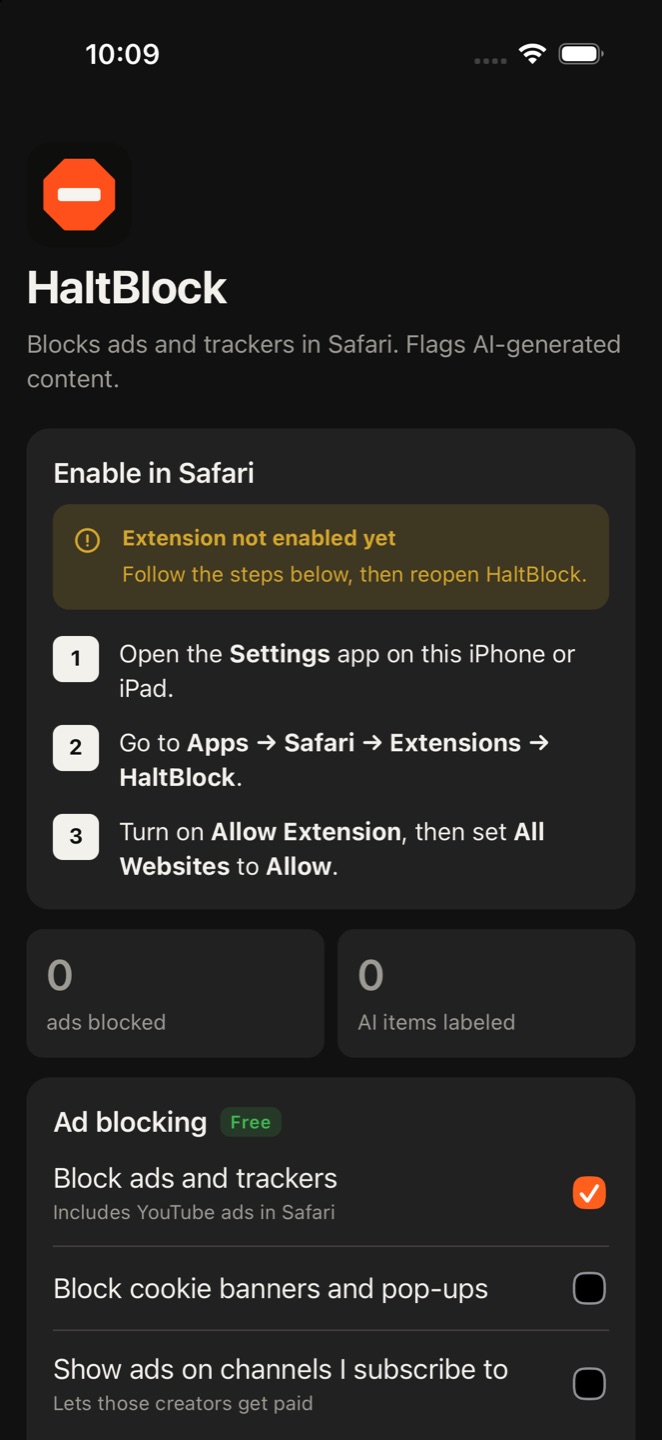 10:09
HaltBlock
Blocks ads and trackers in Safari. Flags AI-generated
content.
Enable in Safari
Extension not enabled yet
Follow the steps below, then reopen HaltBlock.
1 Open the Settings app on this iPhone or
iPad.
2 Go to Apps → Safari → Extensions →
HaltBlock.
3 Turn on Allow Extension, then set All
Websites to Allow.
0
ads blocked
0
AI items labeled
Ad blocking Free
Block ads and trackers
Includes YouTube ads in Safari
Block cookie banners and pop-ups
Show ads on channels I subscribe to
Lets those creators get paid